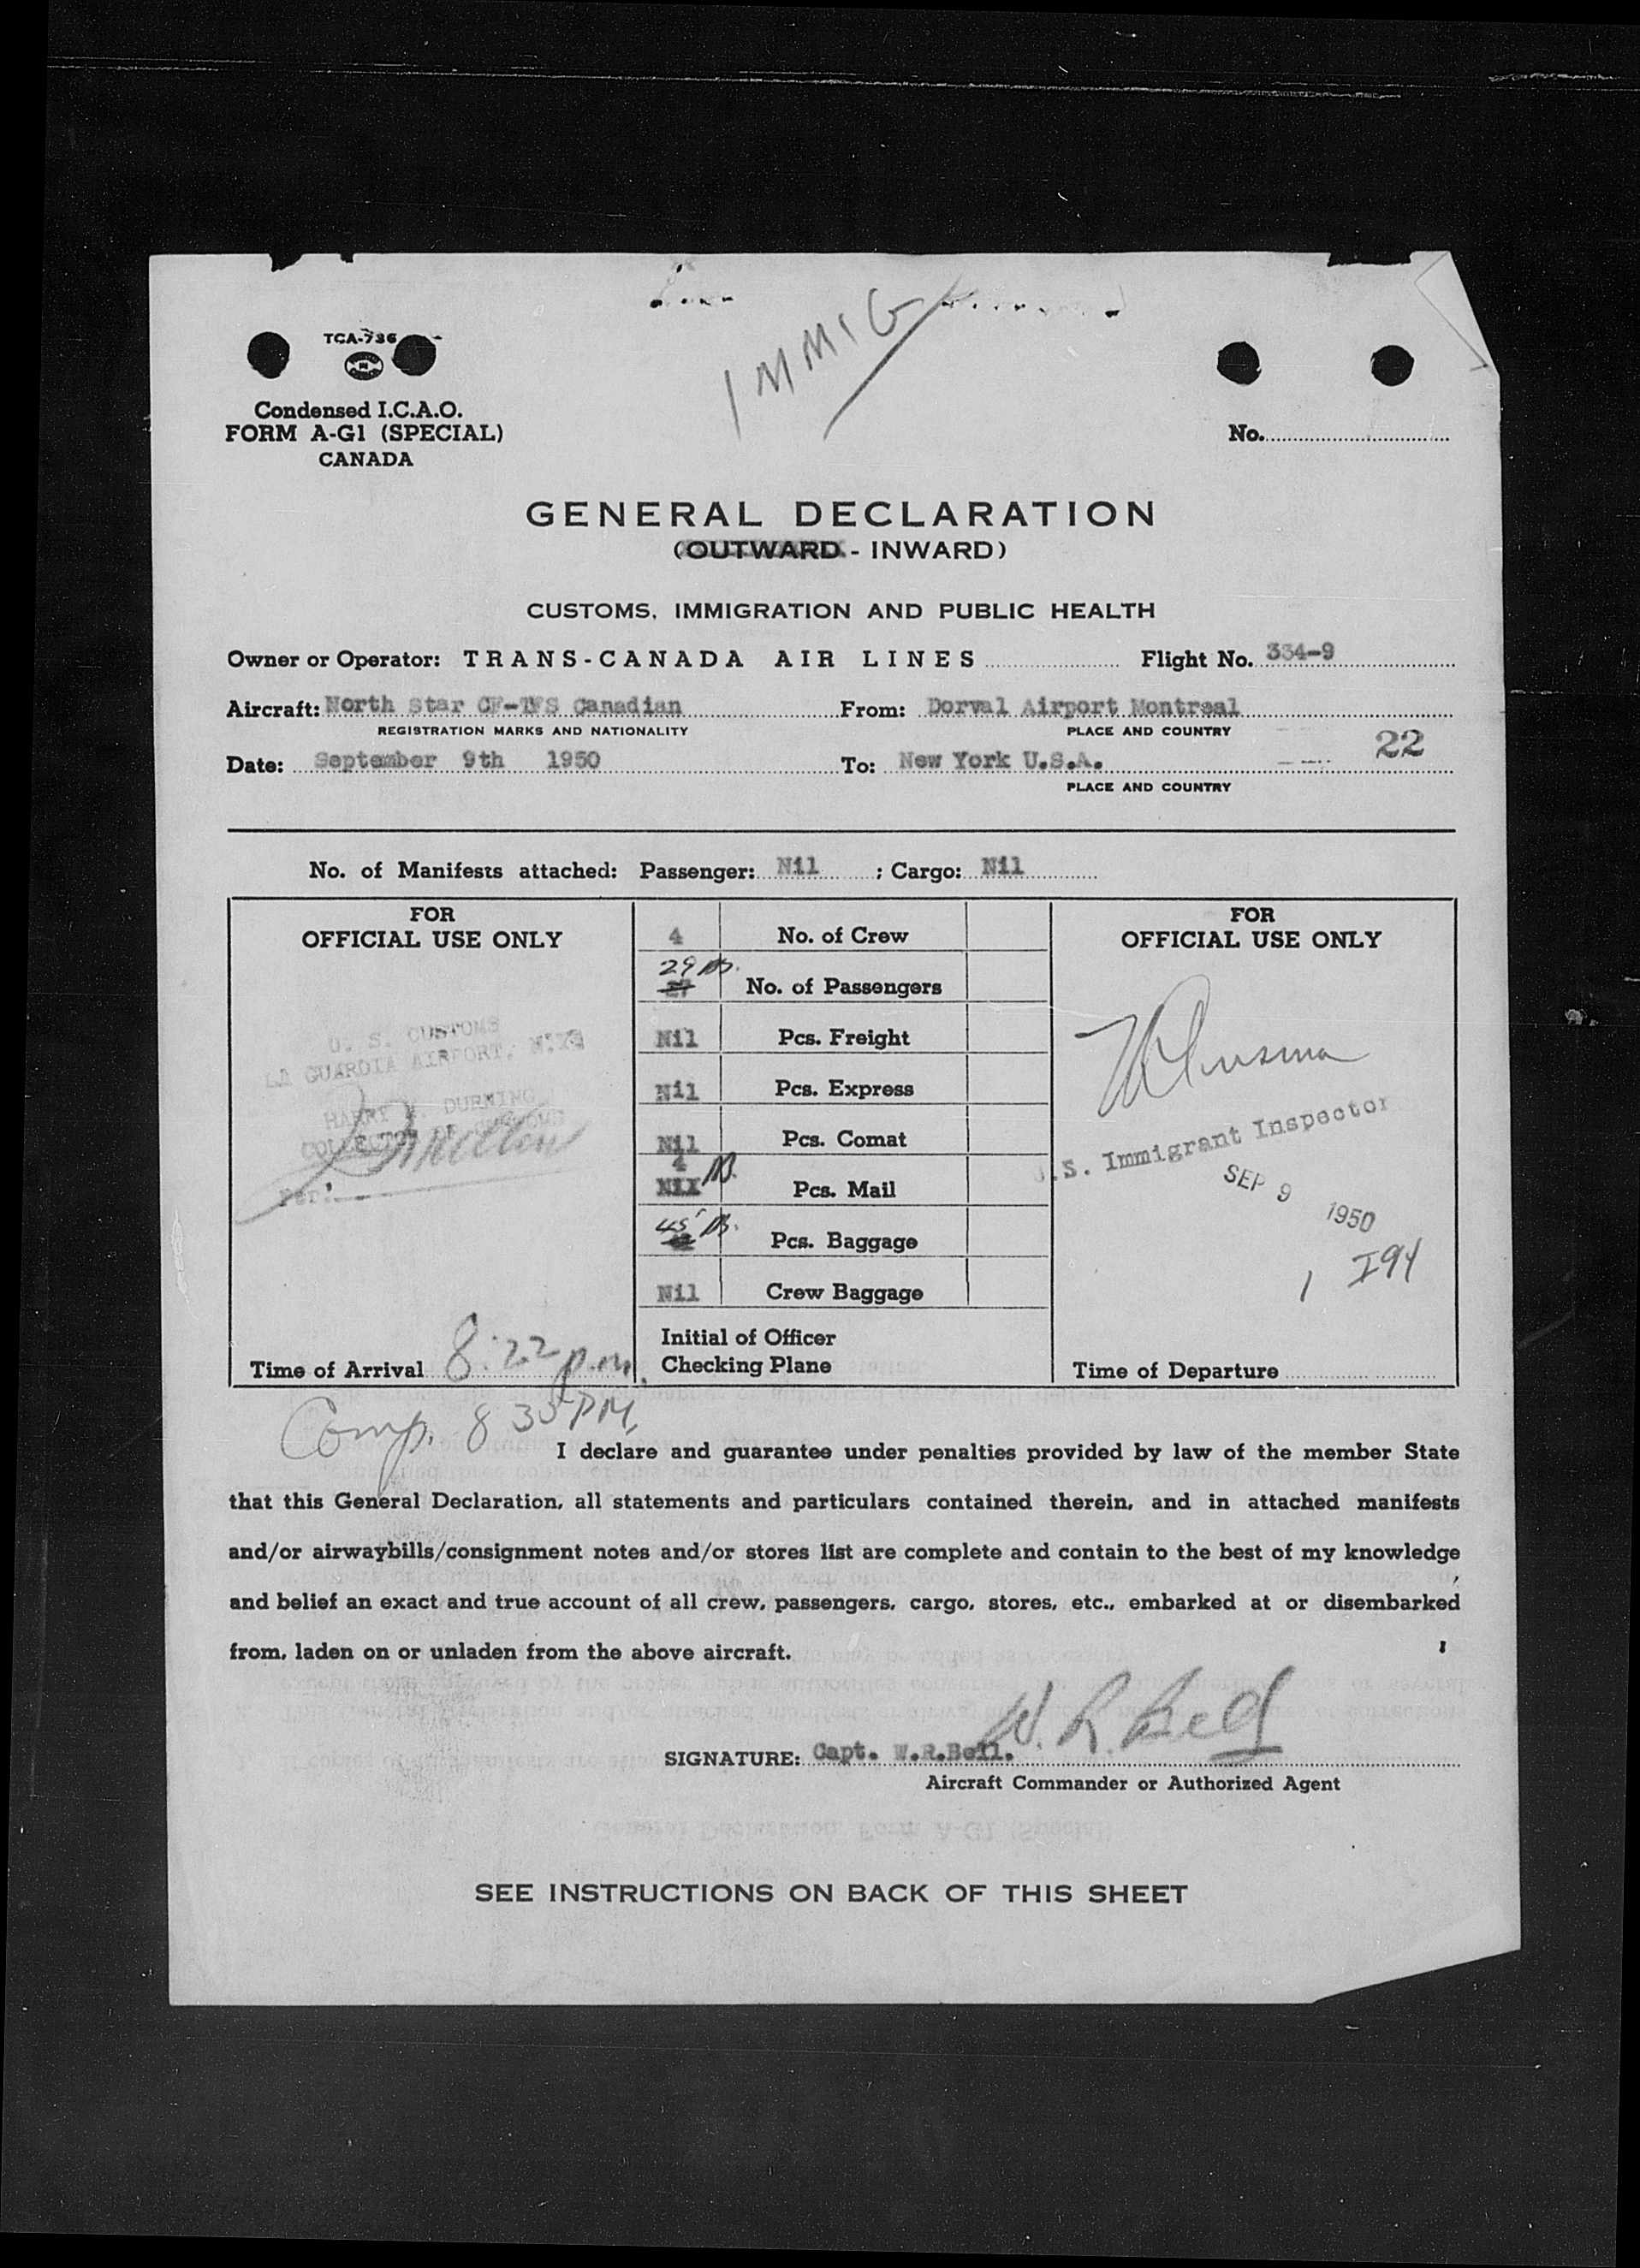 IMMIG
TCA-736
Condensed I.C.A.O.
FORM A-G1 (SPECIAL)
CANADA
No.
GENERAL DECLARATION
(OUTWARD - INWARD)
CUSTOMS, IMMIGRATION AND PUBLIC HEALTH
Owner or Operator: TRANS-CANADA AIR LINES Flight No. 334-9
Aircraft: North Star CF-TFS Canadian From: Dorval Airport Montreal
REGISTRATION MARKS AND NATIONALITY PLACE AND COUNTRY
22
Date: September 9th 1950 To: New York U.S.A.
PLACE AND COUNTRY
No. of Manifests attached: Passenger: Nil ; Cargo: Nil
FOR
OFFICIAL USE ONLY
U. S. CUSTOMS
LA GUARDIA AIRPORT, N.Y.
HARRY M. DURNING
COLLECTOR OF CUSTOMS
Per:
Time of Arrival 8:22 p.m.
4 No. of Crew
29 No. of Passengers
Nil Pcs. Freight
Nil Pcs. Express
Nil Pcs. Comat
4
Nil Pcs. Mail
45 Pcs. Baggage
Nil Crew Baggage
Initial of Officer
Checking Plane
FOR
OFFICIAL USE ONLY
U.S. Immigrant Inspector
SEP 9 1950
1 I94
Time of Departure
Comp. 8 35 PM.
I declare and guarantee under penalties provided by law of the member State
that this General Declaration, all statements and particulars contained therein, and in attached manifests
and/or airwaybills/consignment notes and/or stores list are complete and contain to the best of my knowledge
and belief an exact and true account of all crew, passengers, cargo, stores, etc., embarked at or disembarked
from, laden on or unladen from the above aircraft.
W. R. Bell
SIGNATURE: Capt. W.R.Bell.
Aircraft Commander or Authorized Agent
SEE INSTRUCTIONS ON BACK OF THIS SHEET